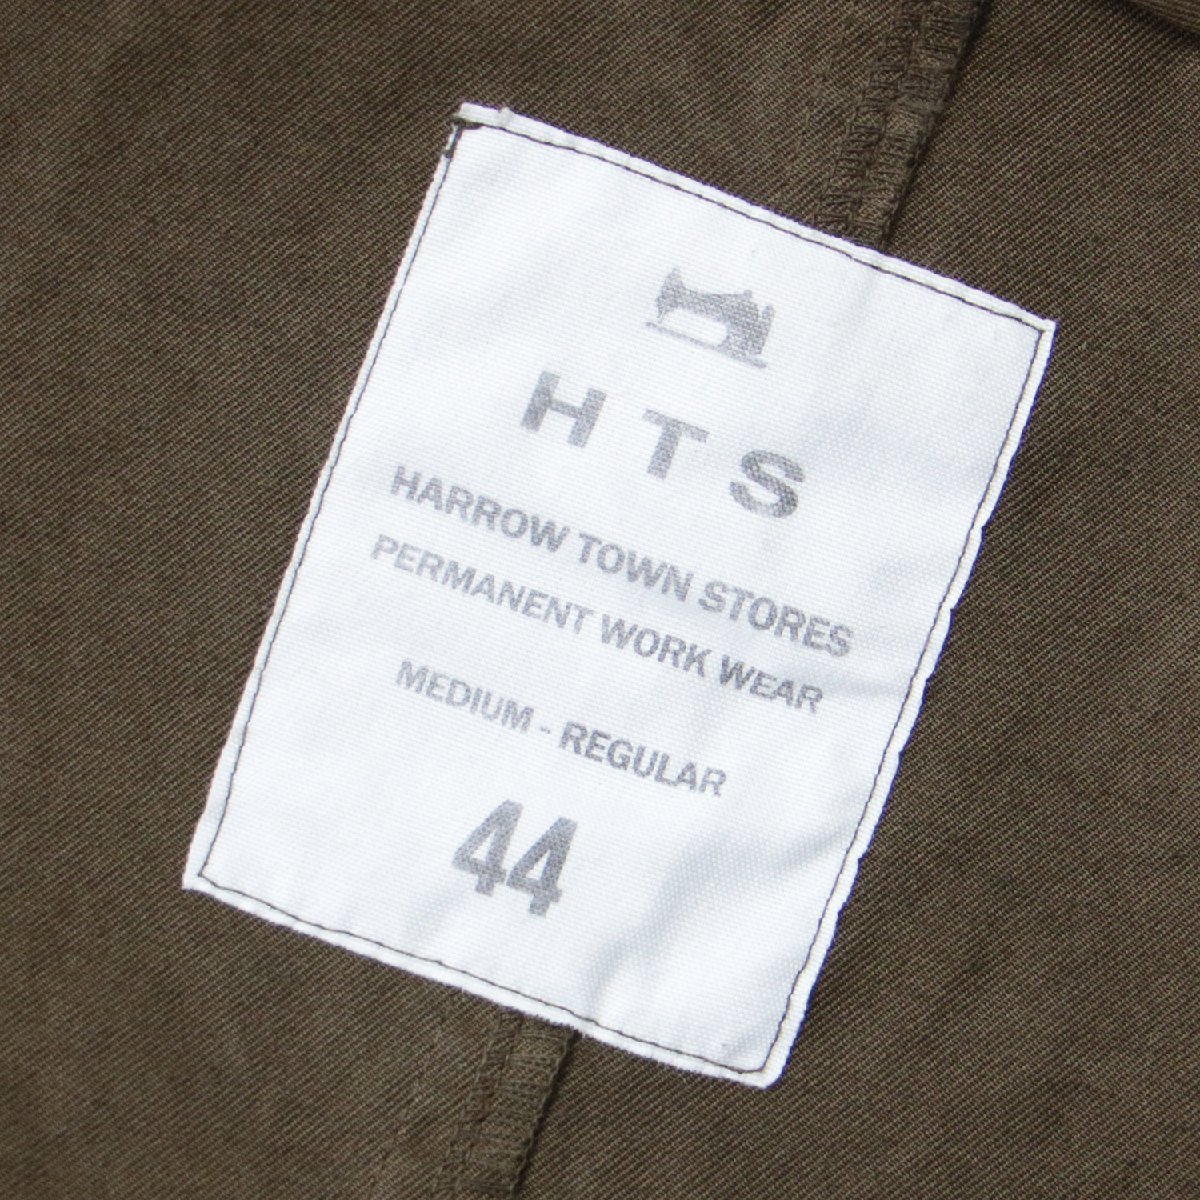 HTS
HARROW TOWN STORES
PERMANENT WORK WEAR
MEDIUM - REGULAR
44